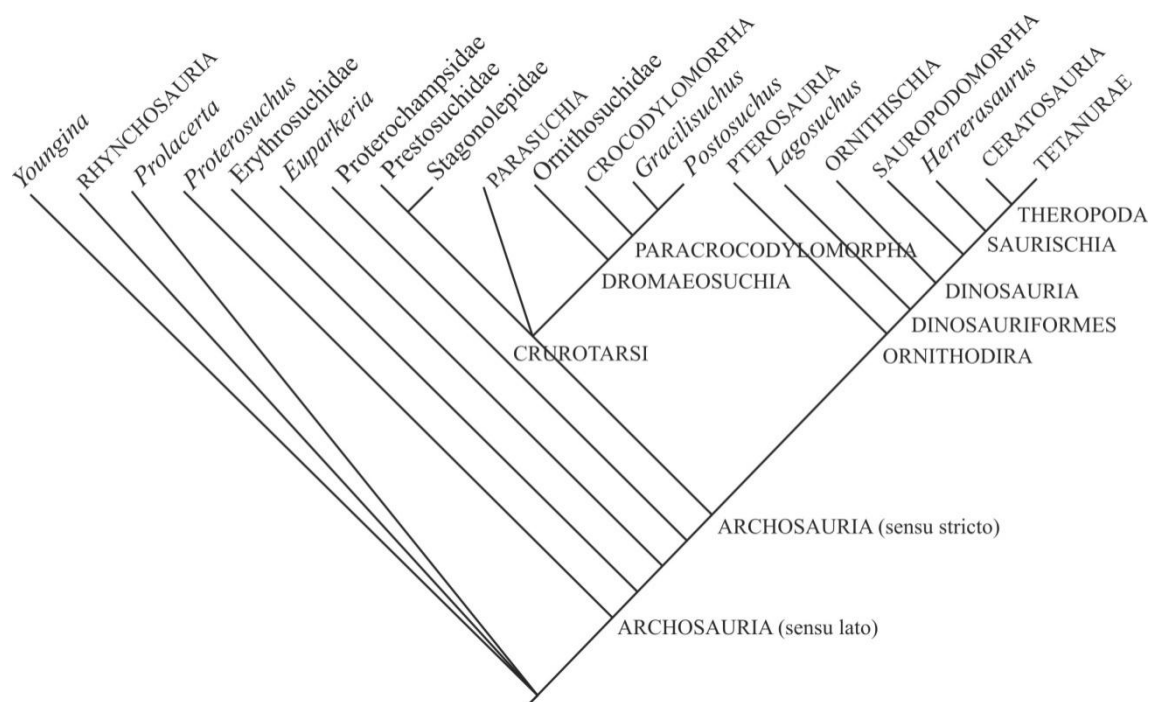 Youngina
RHYNCHOSAURIA
Prolacerta
Proterosuchus
Erythrosuchidae
Euparkeria
Proterochampsidae
Prestosuchidae
Stagonolepidae
PARASUCHIA
Ornithosuchidae
CROCODYLOMORPHA
Gracilisuchus
Postosuchus
PTEROSAURIA
Lagosuchus
ORNITHISCHIA
SAUROPODOMORPHA
Herrerasaurus
CERATOSAURIA
TETANURAE
THEROPODA
SAURISCHIA
PARACROCODYLOMORPHA
DROMAEOSUCHIA
DINOSAURIA
DINOSAURIFORMES
CRUROTARSI
ORNITHODIRA
ARCHOSAURIA (sensu stricto)
ARCHOSAURIA (sensu lato)